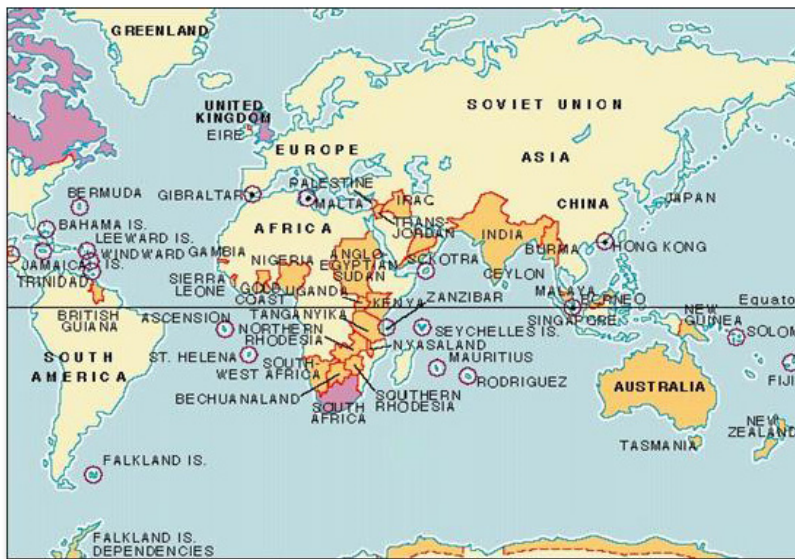 GREENLAND
UNITED
KINGDOM
EIRE
EUROPE
SOVIET UNION
ASIA
CHINA
JAPAN
BERMUDA
GIBRALTAR
PALESTINE
MALTA
IRAQ
TRANS-
JORDAN
BAHAMA IS.
LEEWARD IS.
WINDWARD
IS.
JAMAICA
TRINIDAD
AFRICA
GAMBIA
NIGERIA
ANGLO-
EGYPTIAN
SUDAN
SCKOTRA
INDIA
BURMA
HONG KONG
CEYLON
SIERRA
LEONE
GOLD
COAST
UGANDA
KENYA
ZANZIBAR
MALAYA
BORNEO
SINGAPORE
NEW
GUINEA
Equato
BRITISH
GUIANA
ASCENSION
TANGANYIKA
NORTHERN
RHODESIA
SEYCHELLES IS.
SOLOM
NYASALAND
SOUTH
AMERICA
ST. HELENA
SOUTH
WEST AFRICA
MAURITIUS
RODRIGUEZ
FIJI
BECHUANALAND
SOUTH
AFRICA
SOUTHERN
RHODESIA
AUSTRALIA
TASMANIA
NEW
ZEALAND
FALKLAND IS.
FALKLAND IS.
DEPENDENCIES